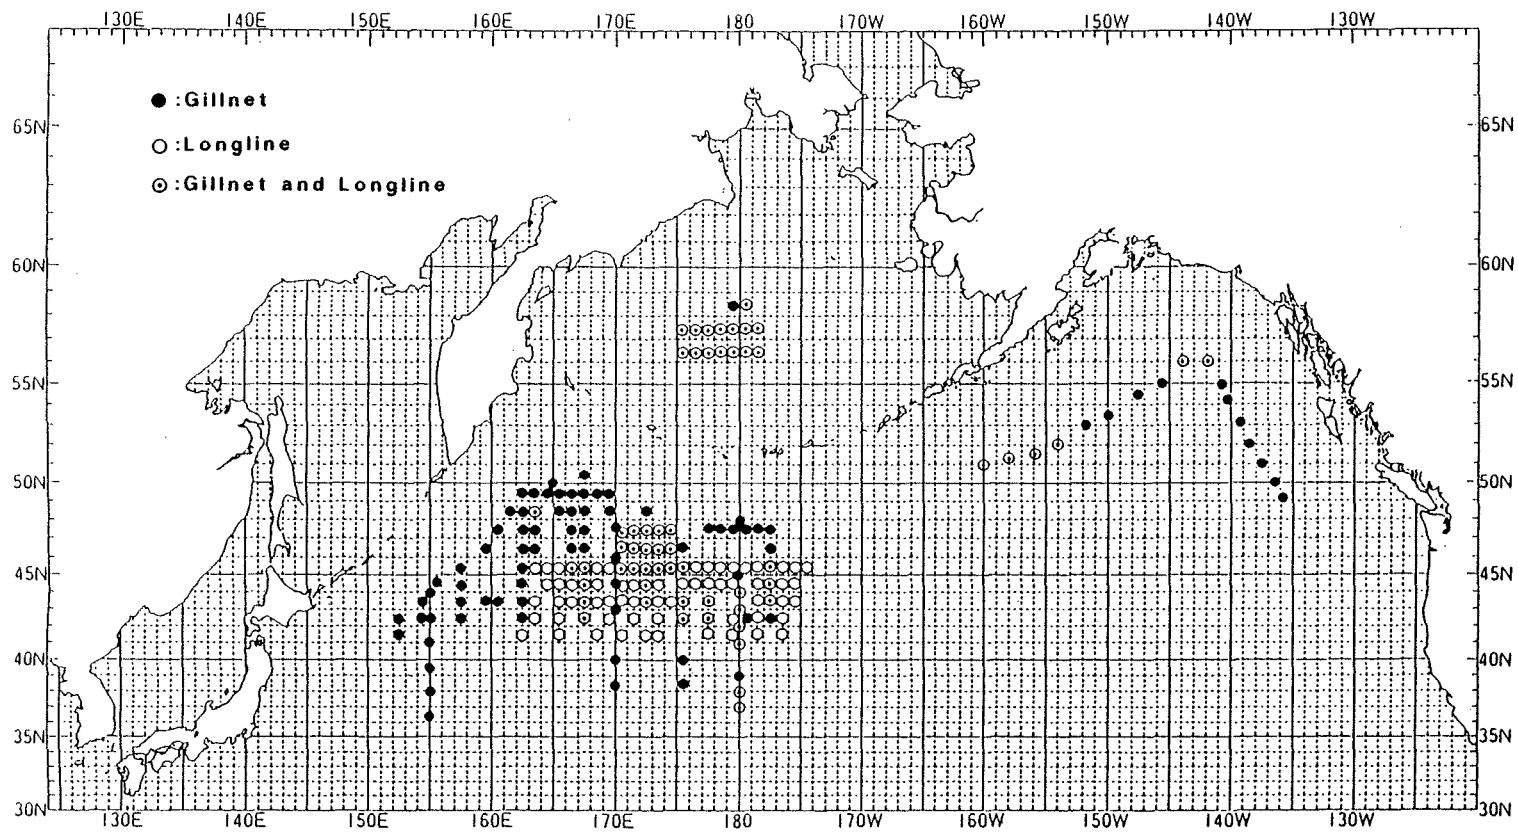 130E 140E 150E 160E 170E 180 170W 160W 150W 140W 130W
●:Gillnet
65N 65N
○:Longline
⊙:Gillnet and Longline
60N 60N
55N 55N
50N 50N
45N 45N
40N 40N
35N 35N
30N 30N
130E 140E 150E 160E 170E 180 170W 160W 150W 140W 130W